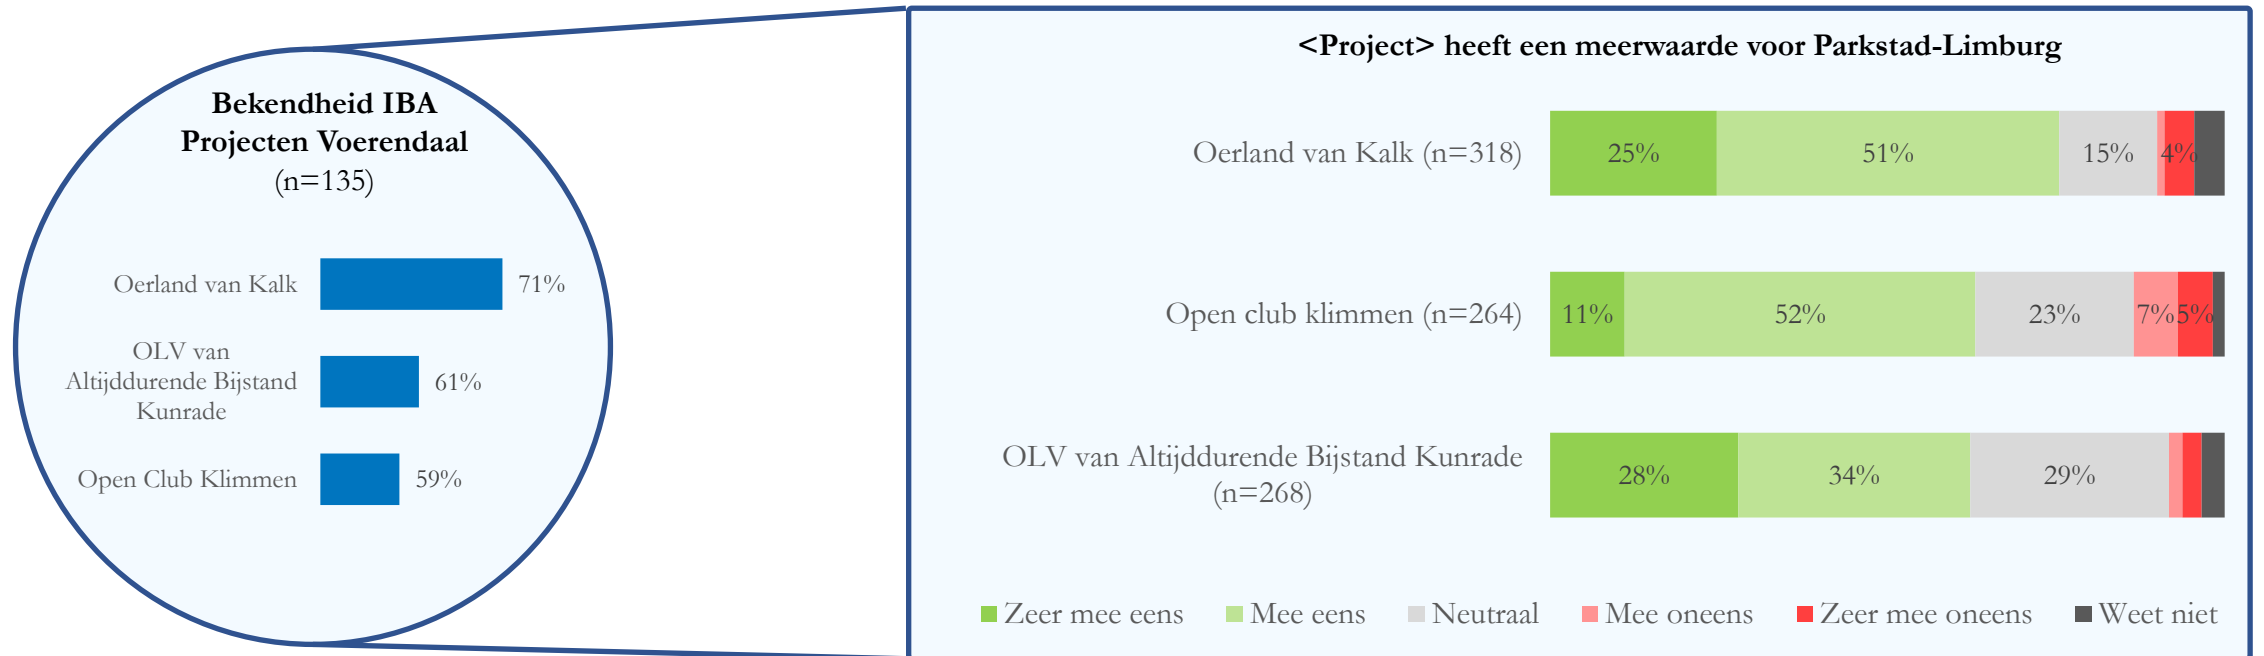 Bekendheid IBA
Projecten Voerendaal
(n=135)
Oerland van Kalk
71%
OLV van
Altijddurende Bijstand
Kunrade
61%
Open Club Klimmen
59%
<Project> heeft een meerwaarde voor Parkstad-Limburg
Oerland van Kalk (n=318)
25%
51%
15%
4%
Open club klimmen (n=264)
11%
52%
23%
7%
5%
OLV van Altijddurende Bijstand Kunrade
(n=268)
28%
34%
29%
Zeer mee eens
Mee eens
Neutraal
Mee oneens
Zeer mee oneens
Weet niet